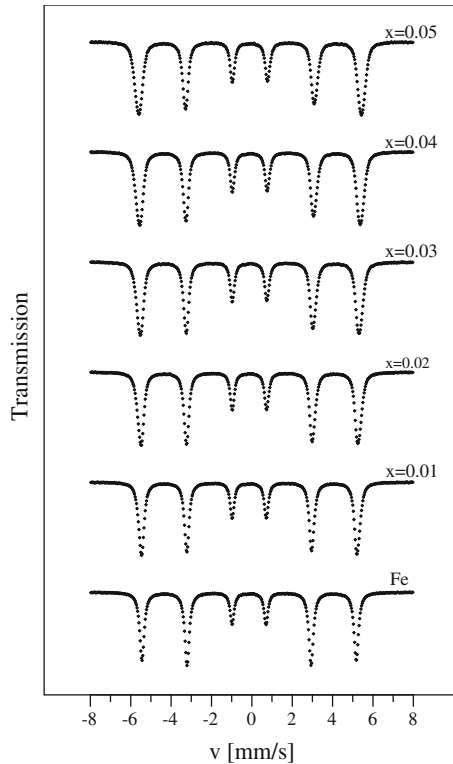 x=0.05
x=0.04
x=0.03
x=0.02
x=0.01
Fe
Transmission
-8 -6 -4 -2 0 2 4 6 8
v [mm/s]